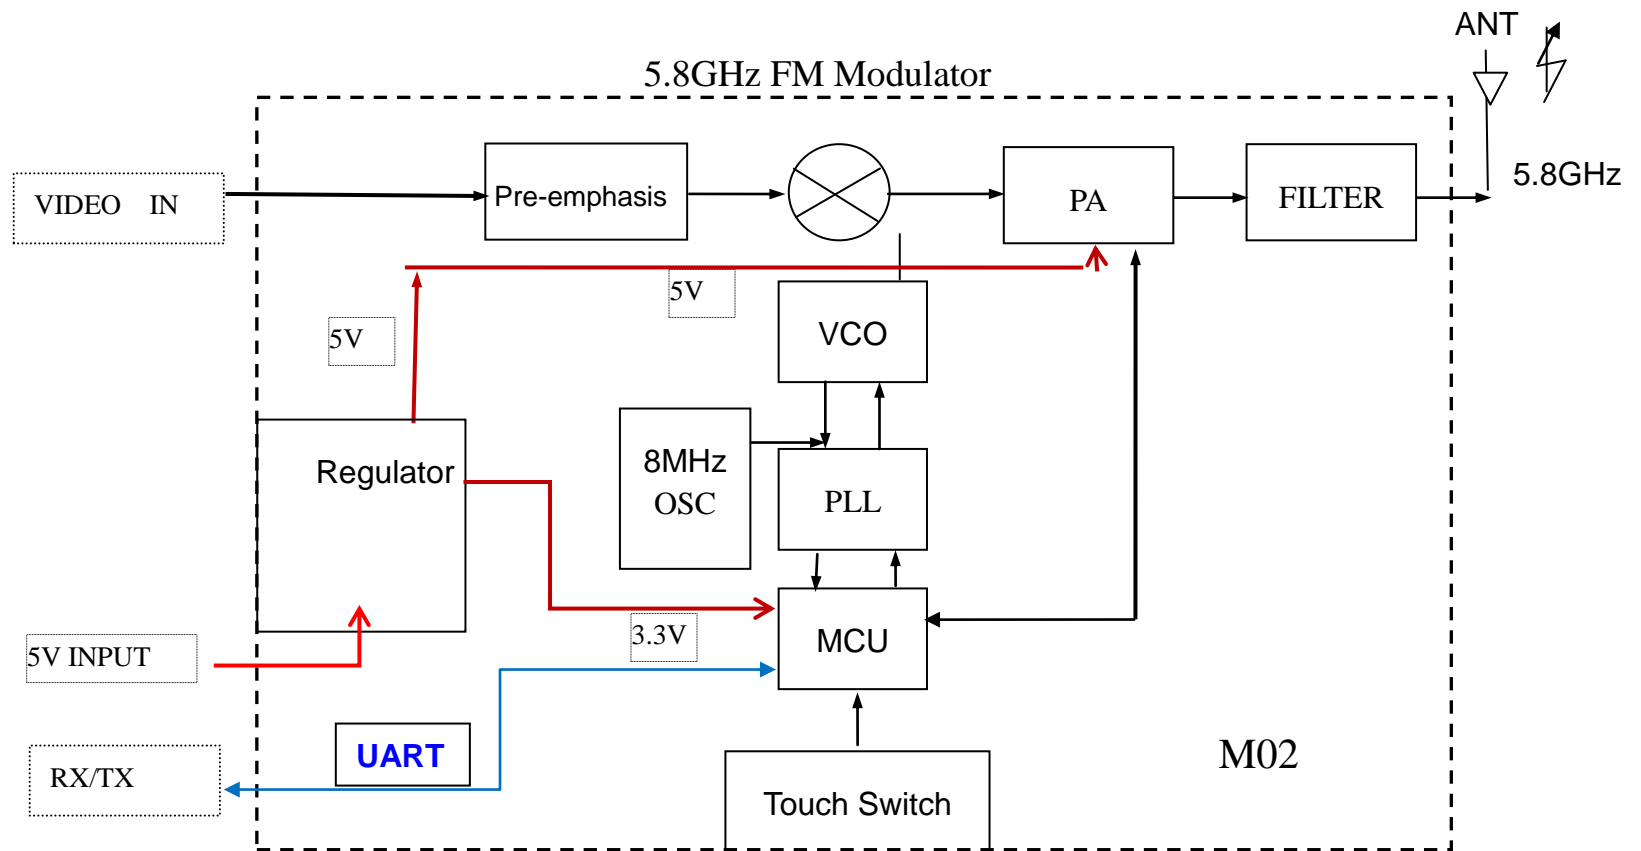 ANT
5.8GHz FM Modulator
5.8GHz
VIDEO IN
Pre-emphasis
PA
FILTER
5V
5V
VCO
Regulator
8MHz
OSC
PLL
3.3V
MCU
5V INPUT
UART
M02
RX/TX
Touch Switch